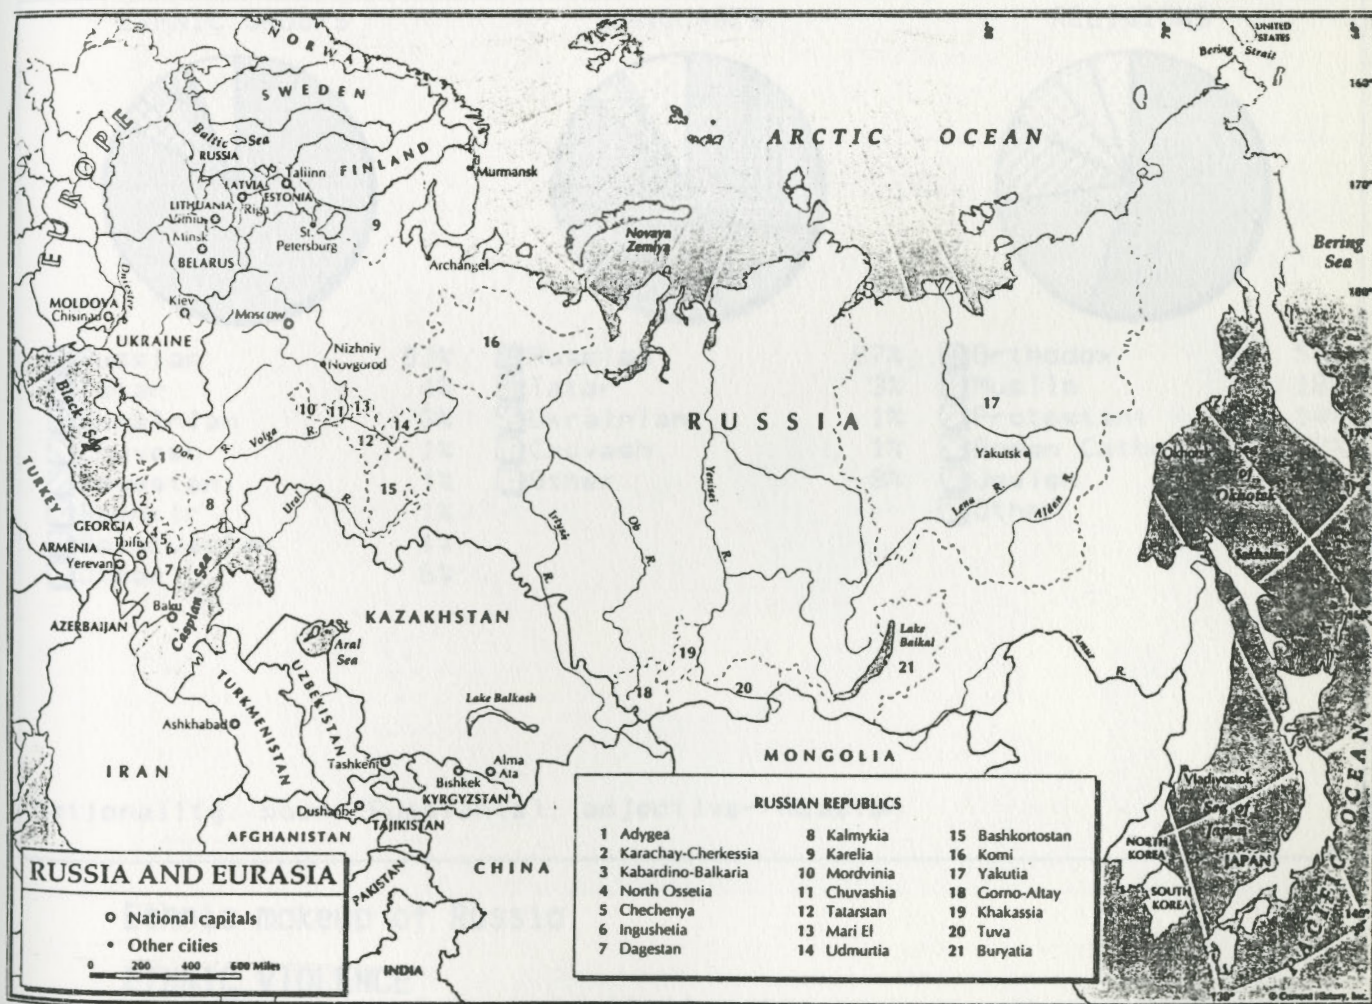 UNITED
STATES
Bering Strait
NORWAY
SWEDEN
FINLAND
EUROPE
Baltic Sea
RUSSIA
Tallinn
LATVIA
ESTONIA
LITHUANIA
Riga
Vilnius
Minsk
St.
Petersburg
BELARUS
Murmansk
9
Archangel
ARCTIC OCEAN
Novaya
Zemlya
Bering
Sea
160°
170°
180°
MOLDOVA
Chisinau
Dnieper
Kiev
Moscow
UKRAINE
Nizhniy
Novgorod
16
Black
Sea
10
11
13
14
12
Volga
R.
Don
1
RUSSIA
17
Yakutsk
Okhotsk
Sea
of
Okhotsk
TURKEY
2
3
8
15
Ural
R.
Irtysh
R.
Ob
R.
Yenisei
R.
Lena R.
Aldan R.
GEORGIA
Tbilisi
5
6
7
ARMENIA
Yerevan
Sakhalin
Baku
AZERBAIJAN
Caspian Sea
KAZAKHSTAN
Aral
Sea
Lake
Baikal
21
19
18
20
Amur
R.
UZBEKISTAN
TURKMENISTAN
Lake Balkash
Ashkhabad
MONGOLIA
Tashkent
Alma
Ata
Bishkek
KYRGYZSTAN
IRAN
Dushanbe
TAJIKISTAN
AFGHANISTAN
PAKISTAN
CHINA
INDIA
Vladivostok
Sea of
Japan
NORTH
KOREA
SOUTH
KOREA
JAPAN
PACIFIC OCEAN
RUSSIAN REPUBLICS
1 Adygea
2 Karachay-Cherkessia
3 Kabardino-Balkaria
4 North Ossetia
5 Chechenya
6 Ingushelia
7 Dagestan
8 Kalmykia
9 Karelia
10 Mordvinia
11 Chuvashia
12 Tatarstan
13 Mari El
14 Udmurtia
15 Bashkortostan
16 Komi
17 Yakutia
18 Gorno-Altay
19 Khakassia
20 Tuva
21 Buryatia
RUSSIA AND EURASIA
National capitals
Other cities
0 200 400 600 Miles